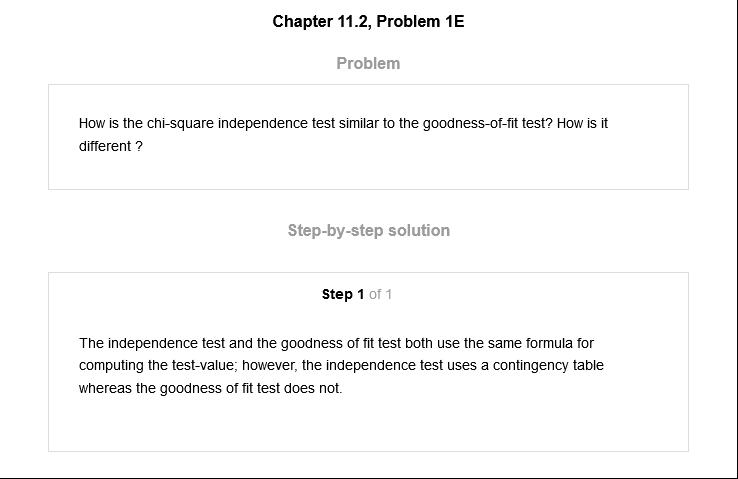 Chapter 11.2, Problem 1E
Problem
How is the chi-square independence test similar to the goodness-of-fit test? How is it
different ?
Step-by-step solution
Step 1 of 1
The independence test and the goodness of fit test both use the same formula for
computing the test-value; however, the independence test uses a contingency table
whereas the goodness of fit test does not.